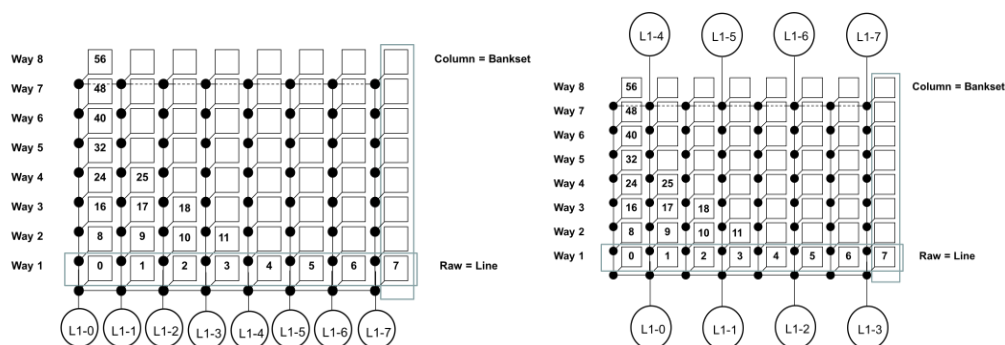 Way 8 56 Column = Bankset
Way 7 48
Way 6 40
Way 5 32
Way 4 24 25
Way 3 16 17 18
Way 2 8 9 10 11
Way 1 0 1 2 3 4 5 6 7 Raw = Line
L1-0 L1-1 L1-2 L1-3 L1-4 L1-5 L1-6 L1-7
L1-4 L1-5 L1-6 L1-7
Way 8 56 Column = Bankset
Way 7 48
Way 6 40
Way 5 32
Way 4 24 25
Way 3 16 17 18
Way 2 8 9 10 11
Way 1 0 1 2 3 4 5 6 7 Raw = Line
L1-0 L1-1 L1-2 L1-3